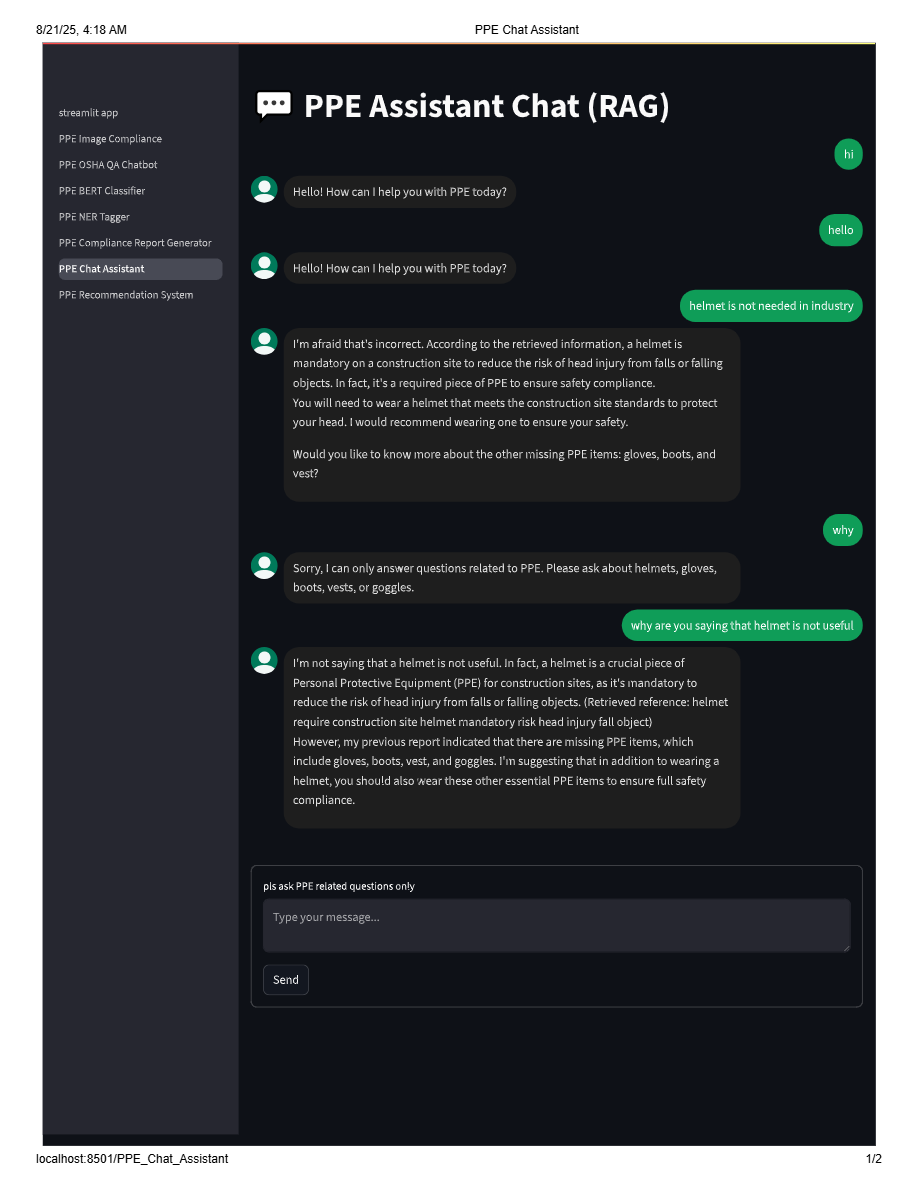 8/21/25, 4:18 AM
PPE Chat Assistant
streamlit app
PPE Image Compliance
PPE OSHA QA Chatbot
PPE BERT Classifier
PPE NER Tagger
PPE Compliance Report Generator
PPE Chat Assistant
PPE Recommendation System
PPE Assistant Chat (RAG)
hi
Hello! How can I help you with PPE today?
hello
Hello! How can I help you with PPE today?
helmet is not needed in industry
I'm afraid that's incorrect. According to the retrieved information, a helmet is
mandatory on a construction site to reduce the risk of head injury from falls or falling
objects. In fact, it's a required piece of PPE to ensure safety compliance.
You will need to wear a helmet that meets the construction site standards to protect
your head. I would recommend wearing one to ensure your safety.
Would you like to know more about the other missing PPE items: gloves, boots, and
vest?
why
Sorry, I can only answer questions related to PPE. Please ask about helmets, gloves,
boots, vests, or goggles.
why are you saying that helmet is not useful
I'm not saying that a helmet is not useful. In fact, a helmet is a crucial piece of
Personal Protective Equipment (PPE) for construction sites, as it's mandatory to
reduce the risk of head injury from falls or falling objects. (Retrieved reference: helmet
require construction site helmet mandatory risk head injury fall object)
However, my previous report indicated that there are missing PPE items, which
include gloves, boots, vest, and goggles. I'm suggesting that in addition to wearing a
helmet, you should also wear these other essential PPE items to ensure full safety
compliance.
pls ask PPE related questions only
Type your message...
Send
localhost:8501/PPE_Chat_Assistant
1/2